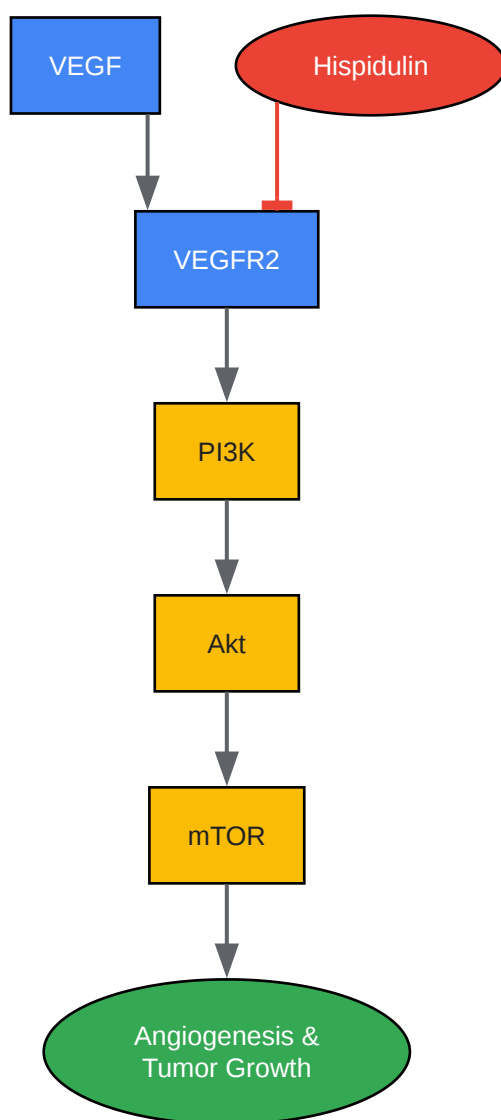 VEGF
Hispidulin
VEGFR2
PI3K
Akt
mTOR
Angiogenesis &
Tumor Growth